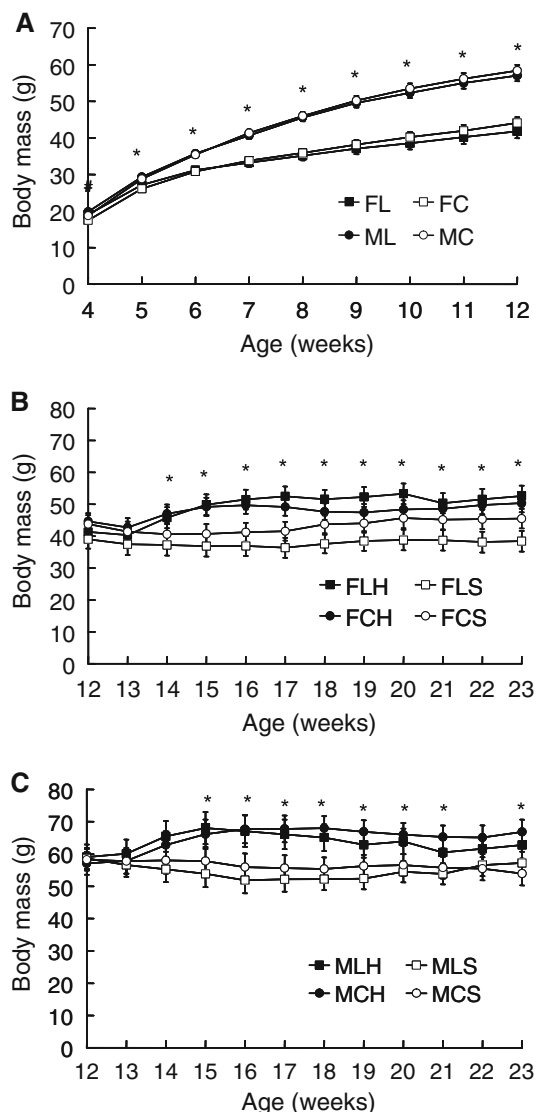 A
Body mass (g)
70
60
50
40
30
20
10
0
* * * * * * * *
#
FL FC
ML MC
4 5 6 7 8 9 10 11 12
Age (weeks)
B
Body mass (g)
80
70
60
50
40
30
20
10
0
* * * * * * * * * *
FLH FLS
FCH FCS
12 13 14 15 16 17 18 19 20 21 22 23
Age (weeks)
C
Body mass (g)
80
70
60
50
40
30
20
10
0
* * * * * * * *
MLH MLS
MCH MCS
12 13 14 15 16 17 18 19 20 21 22 23
Age (weeks)